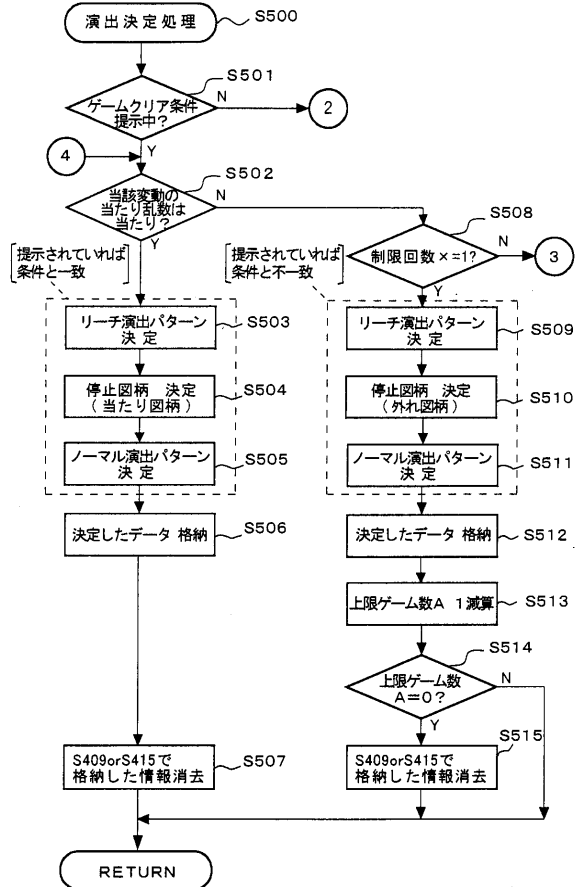 演出決定処理
S500
S501
ゲームクリア条件
提示中?
N
2
Y
4
S502
当該変動の
当たり乱数は
当たり?
N
Y
S508
制限回数×=1?
N
3
Y
提示されていれば
条件と一致
提示されていれば
条件と不一致
リーチ演出パターン
決定
S503
リーチ演出パターン
決定
S509
停止図柄 決定
(当たり図柄)
S504
停止図柄 決定
(外れ図柄)
S510
ノーマル演出パターン
決定
S505
ノーマル演出パターン
決定
S511
決定したデータ 格納
S506
決定したデータ 格納
S512
上限ゲーム数A 1減算
S513
S514
上限ゲーム数
A=0?
N
Y
S409orS415で
格納した情報消去
S507
S409orS415で
格納した情報消去
S515
RETURN